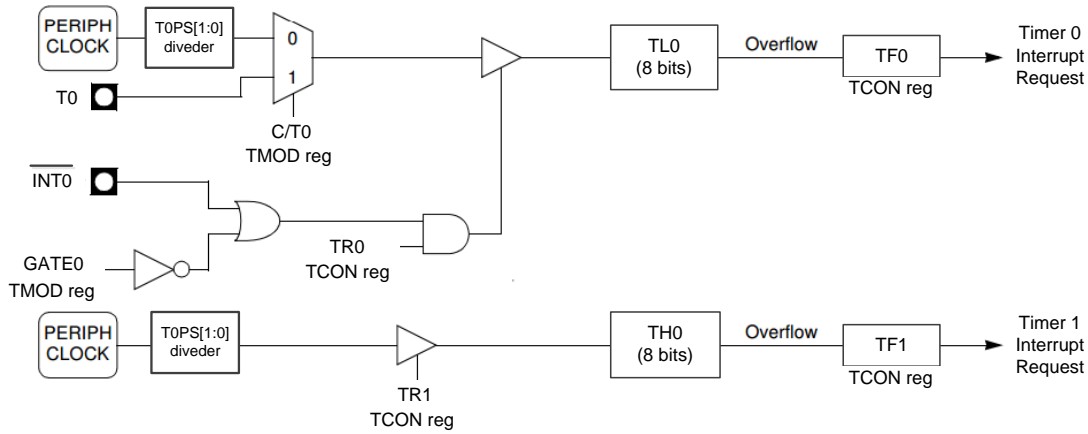 PERIPH
CLOCK
T0PS[1:0]
diveder
0
1
T0
C/T0
TMOD reg
TL0
(8 bits)
Overflow
TF0
TCON reg
Timer 0
Interrupt
Request
INT0
GATE0
TMOD reg
TR0
TCON reg
PERIPH
CLOCK
T0PS[1:0]
diveder
TR1
TCON reg
TH0
(8 bits)
Overflow
TF1
TCON reg
Timer 1
Interrupt
Request